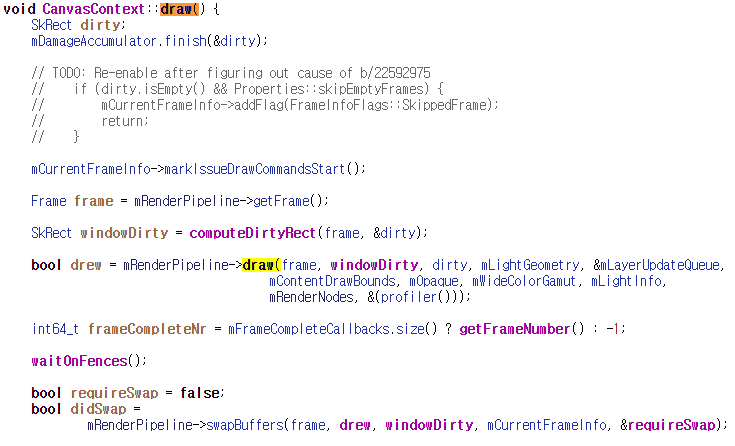 void CanvasContext::draw() {
SkRect dirty;
mDamageAccumulator.finish(&dirty);
// TODO: Re-enable after figuring out cause of b/22592975
// if (dirty.isEmpty() && Properties::skipEmptyFrames) {
// mCurrentFrameInfo->addFlag(FrameInfoFlags::SkippedFrame);
// return;
// }
mCurrentFrameInfo->markIssueDrawCommandsStart();
Frame frame = mRenderPipeline->getFrame();
SkRect windowDirty = computeDirtyRect(frame, &dirty);
bool drew = mRenderPipeline->draw(frame, windowDirty, dirty, mLightGeometry, &mLayerUpdateQueue,
mContentDrawBounds, mOpaque, mWideColorGamut, mLightInfo,
mRenderNodes, &(profiler()));
int64_t frameCompleteNr = mFrameCompleteCallbacks.size() ? getFrameNumber() : -1;
waitOnFences();
bool requireSwap = false;
bool didSwap =
mRenderPipeline->swapBuffers(frame, drew, windowDirty, mCurrentFrameInfo, &requireSwap);